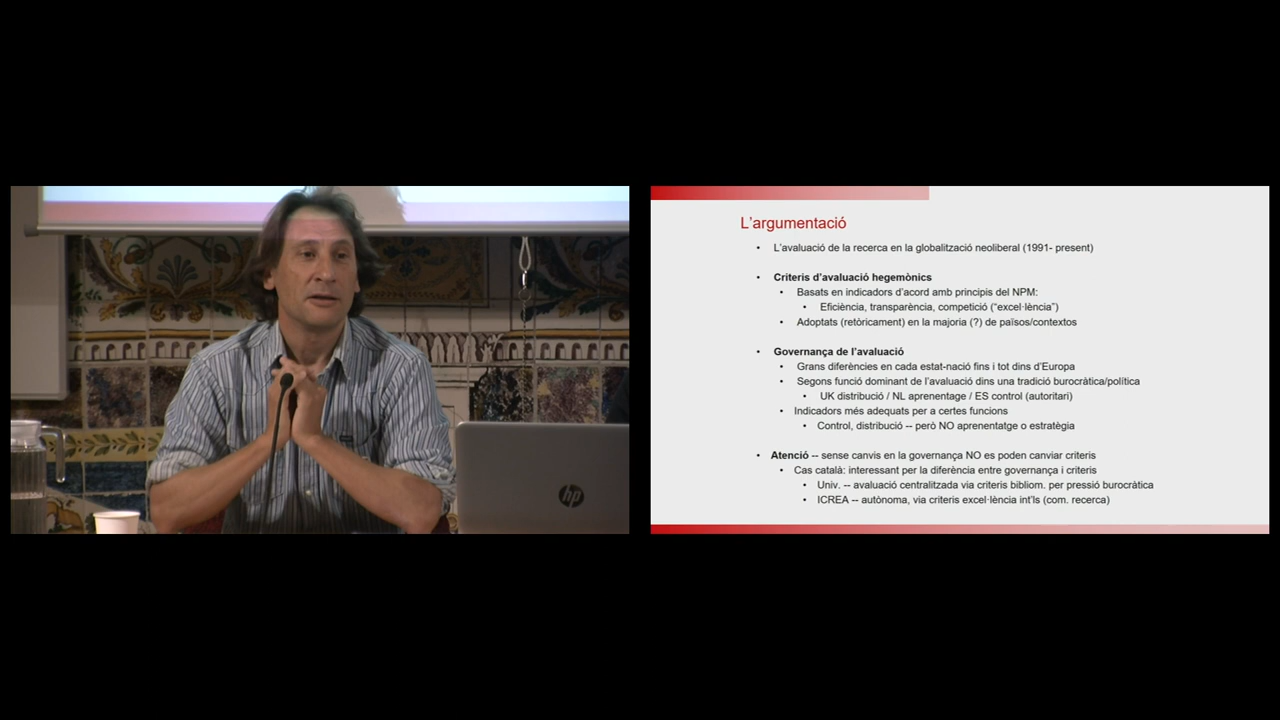 L'argumentació
• L'avaluació de la recerca en la globalització neoliberal (1991- present)
• Criteris d'avaluació hegemònics
• Basats en indicadors d'acord amb principis del NPM:
• Eficiència, transparència, competició ("excel·lència")
• Adoptats (retòricament) en la majoria (?) de països/contextos
• Governança de l'avaluació
• Grans diferències en cada estat-nació fins i tot dins d'Europa
• Segons funció dominant de l'avaluació dins una tradició burocràtica/política
• UK distribució / NL aprenentage / ES control (autoritari)
• Indicadors més adequats per a certes funcions
• Control, distribució -- però NO aprenentatge o estratègia
• Atenció -- sense canvis en la governança NO es poden canviar criteris
• Cas català: interessant per la diferència entre governança i criteris
• Univ. -- avaluació centralitzada via criteris bibliom. per pressió burocràtica
• ICREA -- autònoma, via criteris excel·lència int'ls (com. recerca)
hp